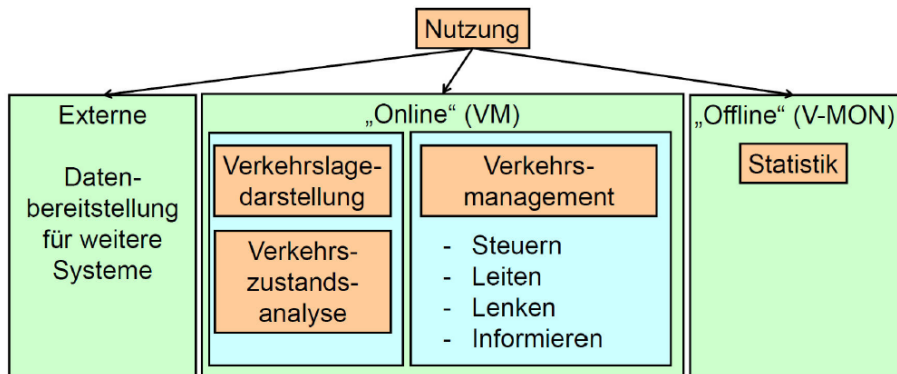 Nutzung
Externe
Daten-
bereitstellung
für weitere
Systeme
„Online“ (VM)
Verkehrslage-
darstellung
Verkehrs-
zustands-
analyse
Verkehrs-
management
- Steuern
- Leiten
- Lenken
- Informieren
„Offline“ (V-MON)
Statistik